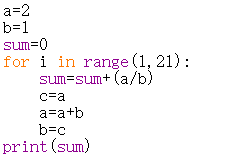 a=2
b=1
sum=0
for i in range(1,21):
    sum=sum+(a/b)
    c=a
    a=a+b
    b=c
print(sum)